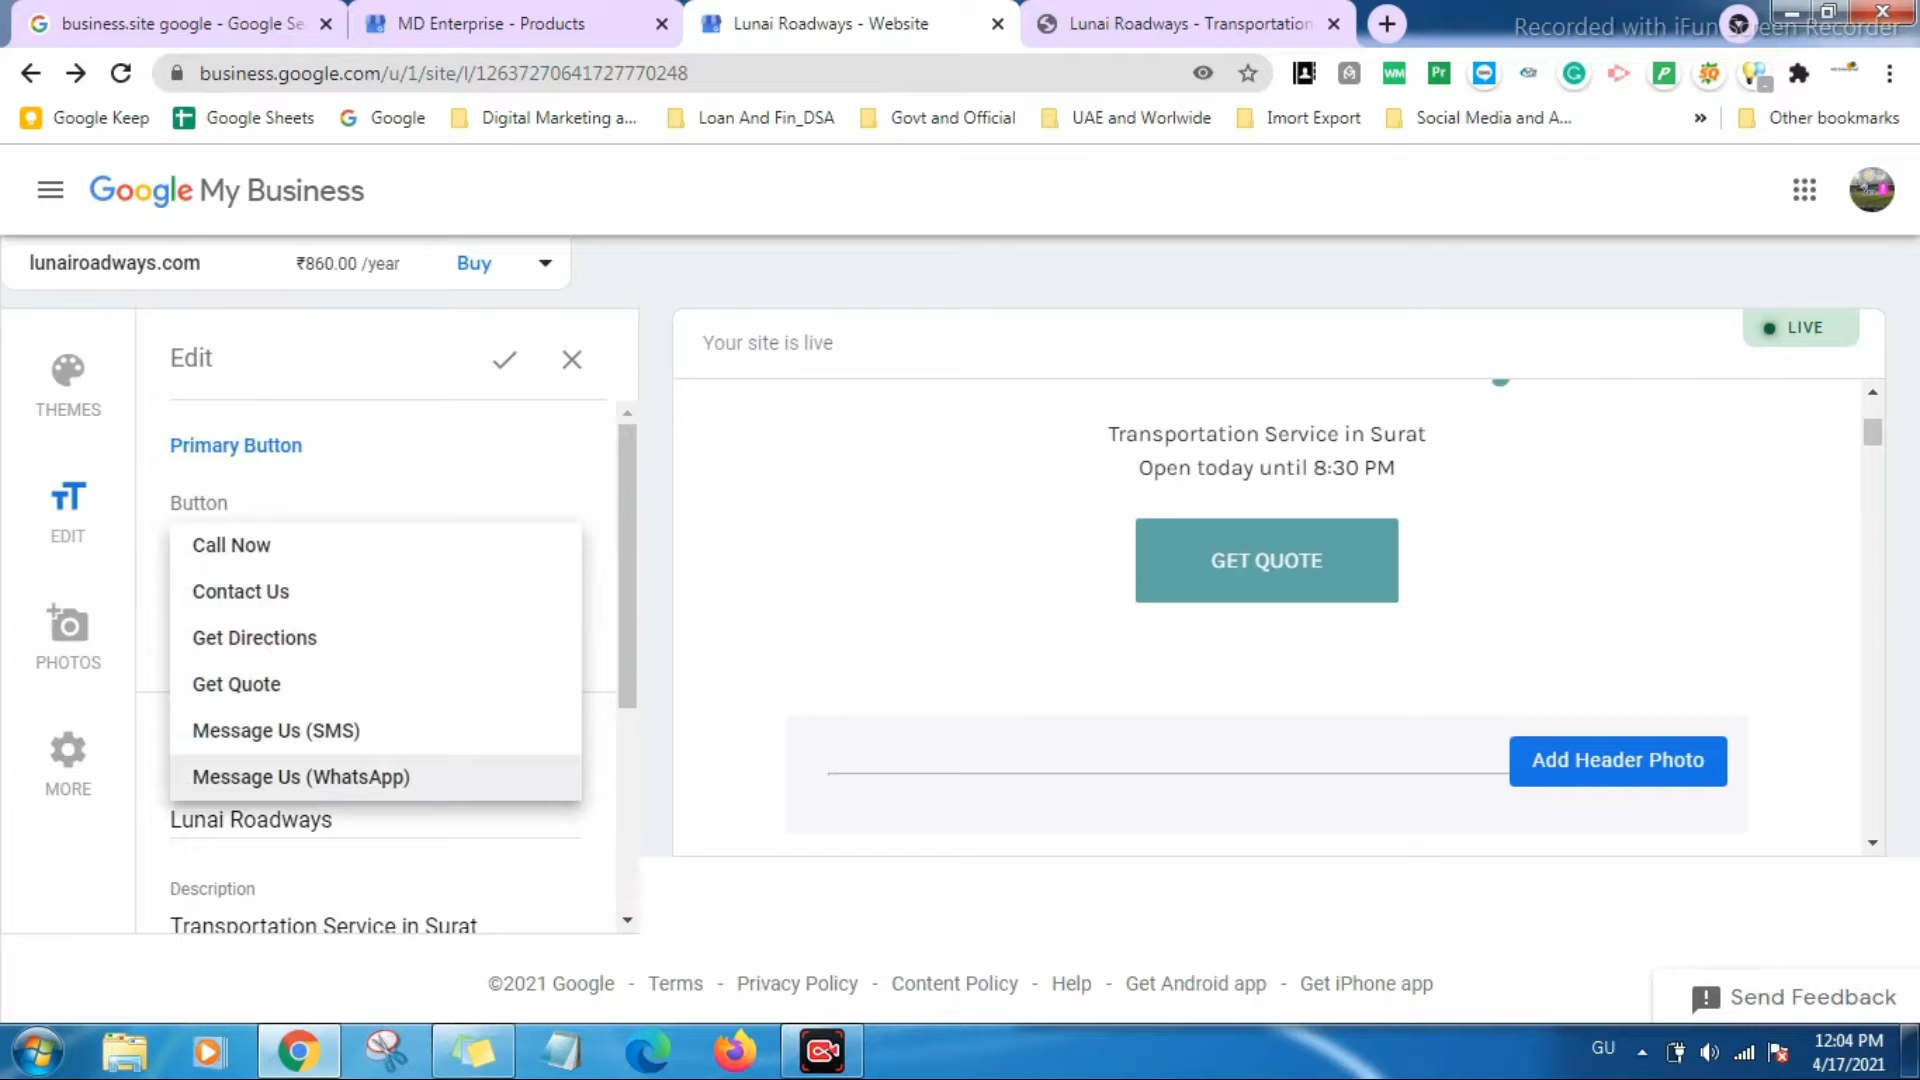 business.site google - Google Se
MD Enterprise - Products
Lunai Roadways - Website
Lunai Roadways - Transportation
Recorded with iFun Screen Recorder
business.google.com/u/1/site/l/12637270641727770248
Google Keep
Google Sheets
Google
Digital Marketing a...
Loan And Fin_DSA
Govt and Official
UAE and Worlwide
Imort Export
Social Media and A...
Other bookmarks
Google My Business
lunairoadways.com
₹860.00 /year
Buy
Edit
Your site is live
LIVE
THEMES
EDIT
PHOTOS
MORE
Primary Button
Button
Call Now
Contact Us
Get Directions
Get Quote
Message Us (SMS)
Message Us (WhatsApp)
Lunai Roadways
Description
Transportation Service in Surat
Transportation Service in Surat
Open today until 8:30 PM
GET QUOTE
Add Header Photo
©2021 Google - Terms - Privacy Policy - Content Policy - Help - Get Android app - Get iPhone app
Send Feedback
GU
12:04 PM
4/17/2021